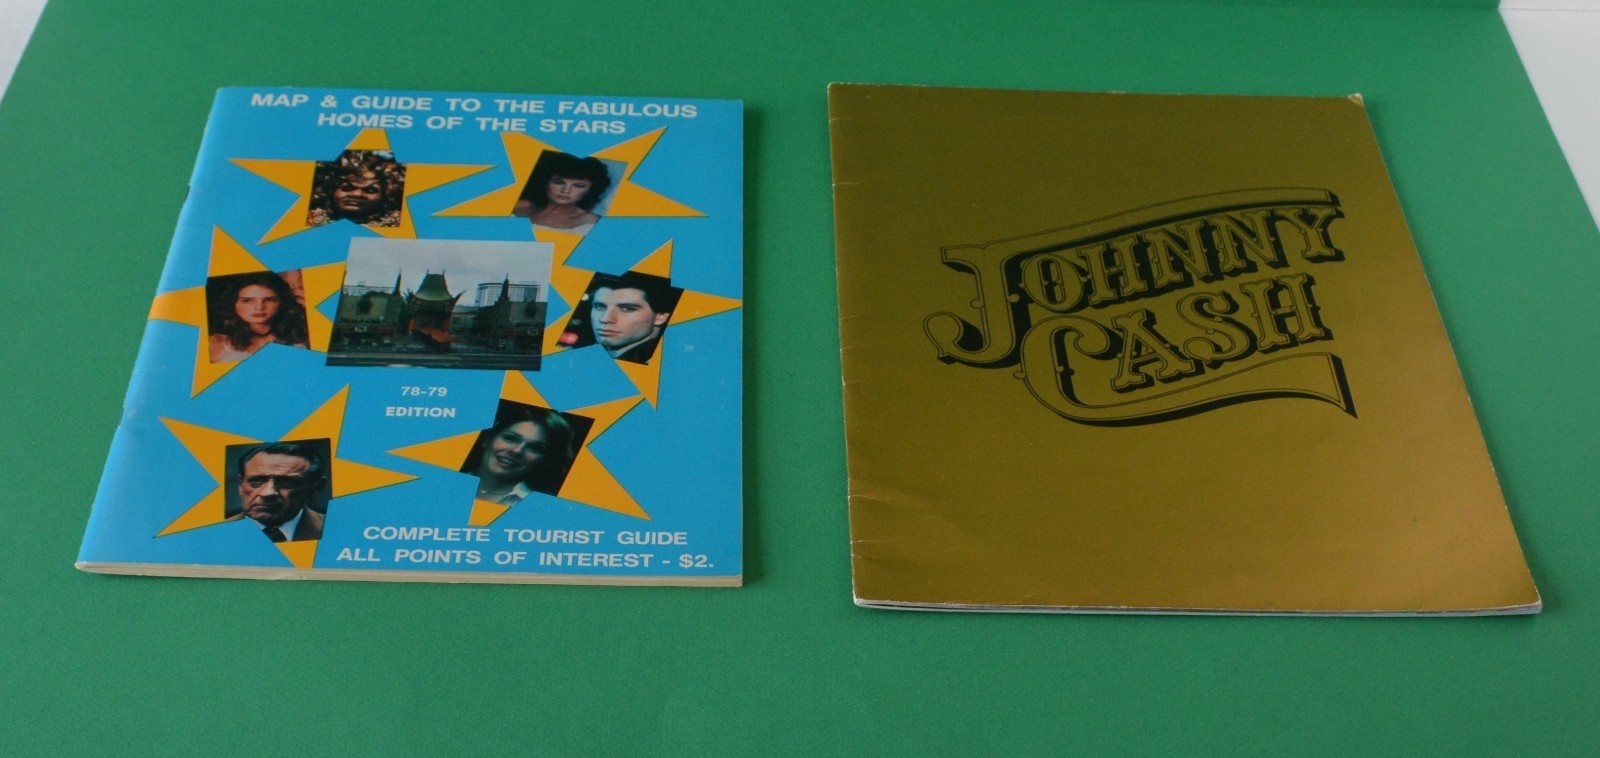 MAP & GUIDE TO THE FABULOUS
HOMES OF THE STARS
78-79
EDITION
COMPLETE TOURIST GUIDE
ALL POINTS OF INTEREST - $2.
JOHNNY
CASH